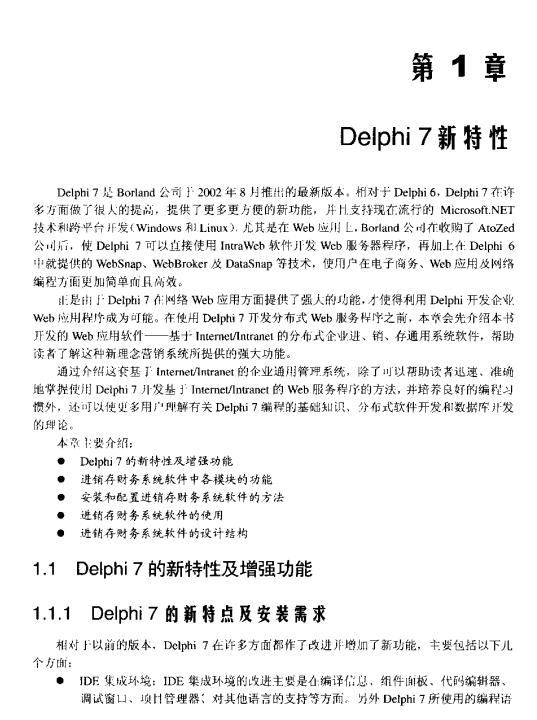 第 1 章
Delphi 7 新特性
Delphi 7 是 Borland 公司于 2002 年 8 月推出的最新版本。相对于 Delphi 6，Delphi 7 在许
多方面做了很大的提高，提供了更多更方便的新功能，并且支持现在流行的 Microsoft.NET
技术和跨平台开发(Windows 和 Linux)。尤其是在 Web 应用上，Borland 公司在收购了 AtoZed
公司后，使 Delphi 7 可以直接使用 IntraWeb 软件开发 Web 服务器程序，再加上在 Delphi 6
中就提供的 WebSnap、WebBroker 及 DataSnap 等技术，使用户在电子商务、Web 应用及网络
编程方面更加简单而且高效。
正是由于 Delphi 7 在网络 Web 应用方面提供了强大的功能，才使得利用 Delphi 开发企业
Web 应用程序成为可能。在使用 Delphi 7 开发分布式 Web 服务程序之前，本章会先介绍本书
开发的 Web 应用软件——基于 Internet/Intranet 的分布式企业进、销、存通用系统软件，帮助
读者了解这种新理念营销系统所提供的强大功能。
通过介绍这套基于 Internet/Intranet 的企业通用管理系统，除了可以帮助读者迅速、准确
地掌握使用 Delphi 7 开发基于 Internet/Intranet 的 Web 服务程序的方法，并培养良好的编程习
惯外，还可以使更多用户理解有关 Delphi 7 编程的基础知识、分布式软件开发和数据库开发
的理论。
本章主要介绍：
● Delphi 7 的新特性及增强功能
● 进销存财务系统软件中各模块的功能
● 安装和配置进销存财务系统软件的方法
● 进销存财务系统软件的使用
● 进销存财务系统软件的设计结构
1.1 Delphi 7 的新特性及增强功能
1.1.1 Delphi 7 的新特点及安装需求
相对于以前的版本，Delphi 7 在许多方面都作了改进并增加了新功能，主要包括以下几
个方面：
● IDE 集成环境：IDE 集成环境的改进主要是在编译信息、组件面板、代码编辑器、
调试窗口、项目管理器、对其他语言的支持等方面。另外 Delphi 7 所使用的编程语